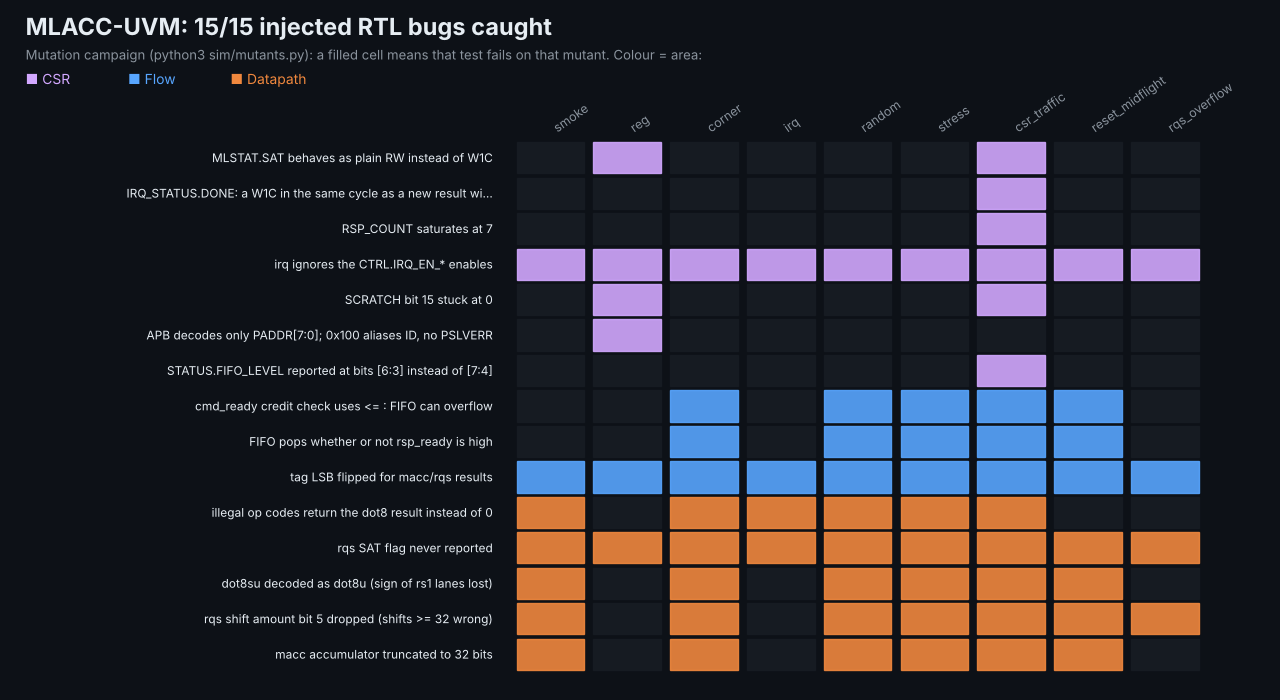 MLACC-UVM: 15/15 injected RTL bugs caught
Mutation campaign (python3 sim/mutants.py): a filled cell means that test fails on that mutant. Colour = area:
CSR Flow Datapath
smoke reg corner irq random stress csr_traffic reset_midflight rqs_overflow
MLSTAT.SAT behaves as plain RW instead of W1C
IRQ_STATUS.DONE: a W1C in the same cycle as a new result wi...
RSP_COUNT saturates at 7
irq ignores the CTRL.IRQ_EN_* enables
SCRATCH bit 15 stuck at 0
APB decodes only PADDR[7:0]; 0x100 aliases ID, no PSLVERR
STATUS.FIFO_LEVEL reported at bits [6:3] instead of [7:4]
cmd_ready credit check uses <= : FIFO can overflow
FIFO pops whether or not rsp_ready is high
tag LSB flipped for macc/rqs results
illegal op codes return the dot8 result instead of 0
rqs SAT flag never reported
dot8su decoded as dot8u (sign of rs1 lanes lost)
rqs shift amount bit 5 dropped (shifts >= 32 wrong)
macc accumulator truncated to 32 bits